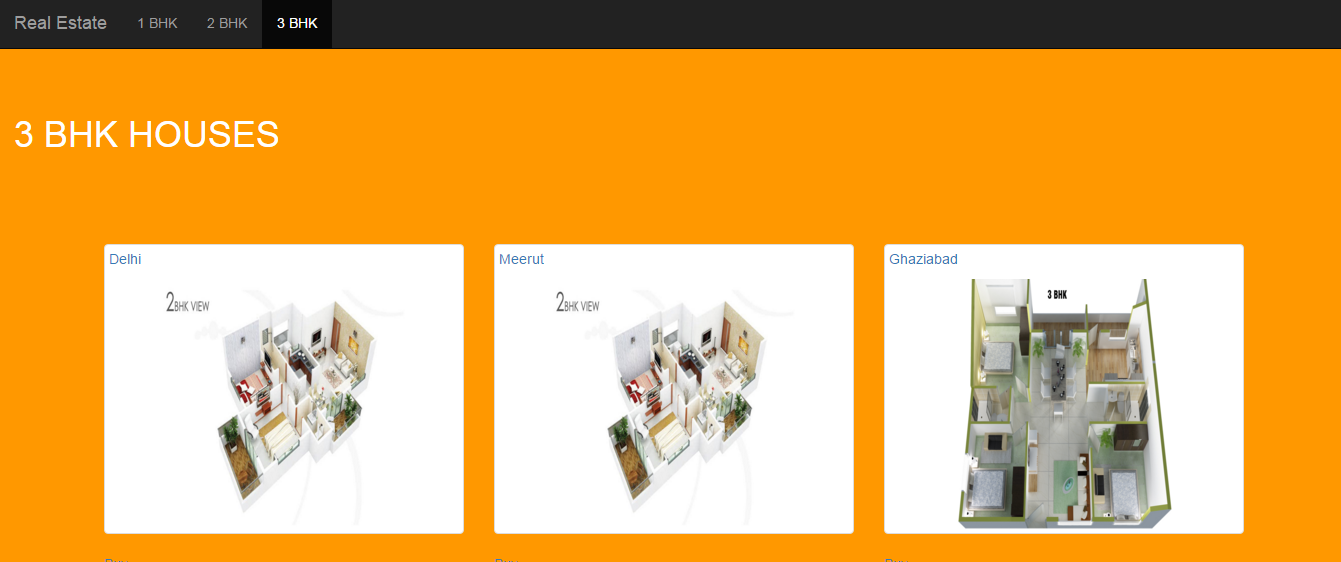 Real Estate 1 BHK 2 BHK 3 BHK
3 BHK HOUSES
Delhi
2BHK VIEW
Meerut
2BHK VIEW
Ghaziabad
3 BHK